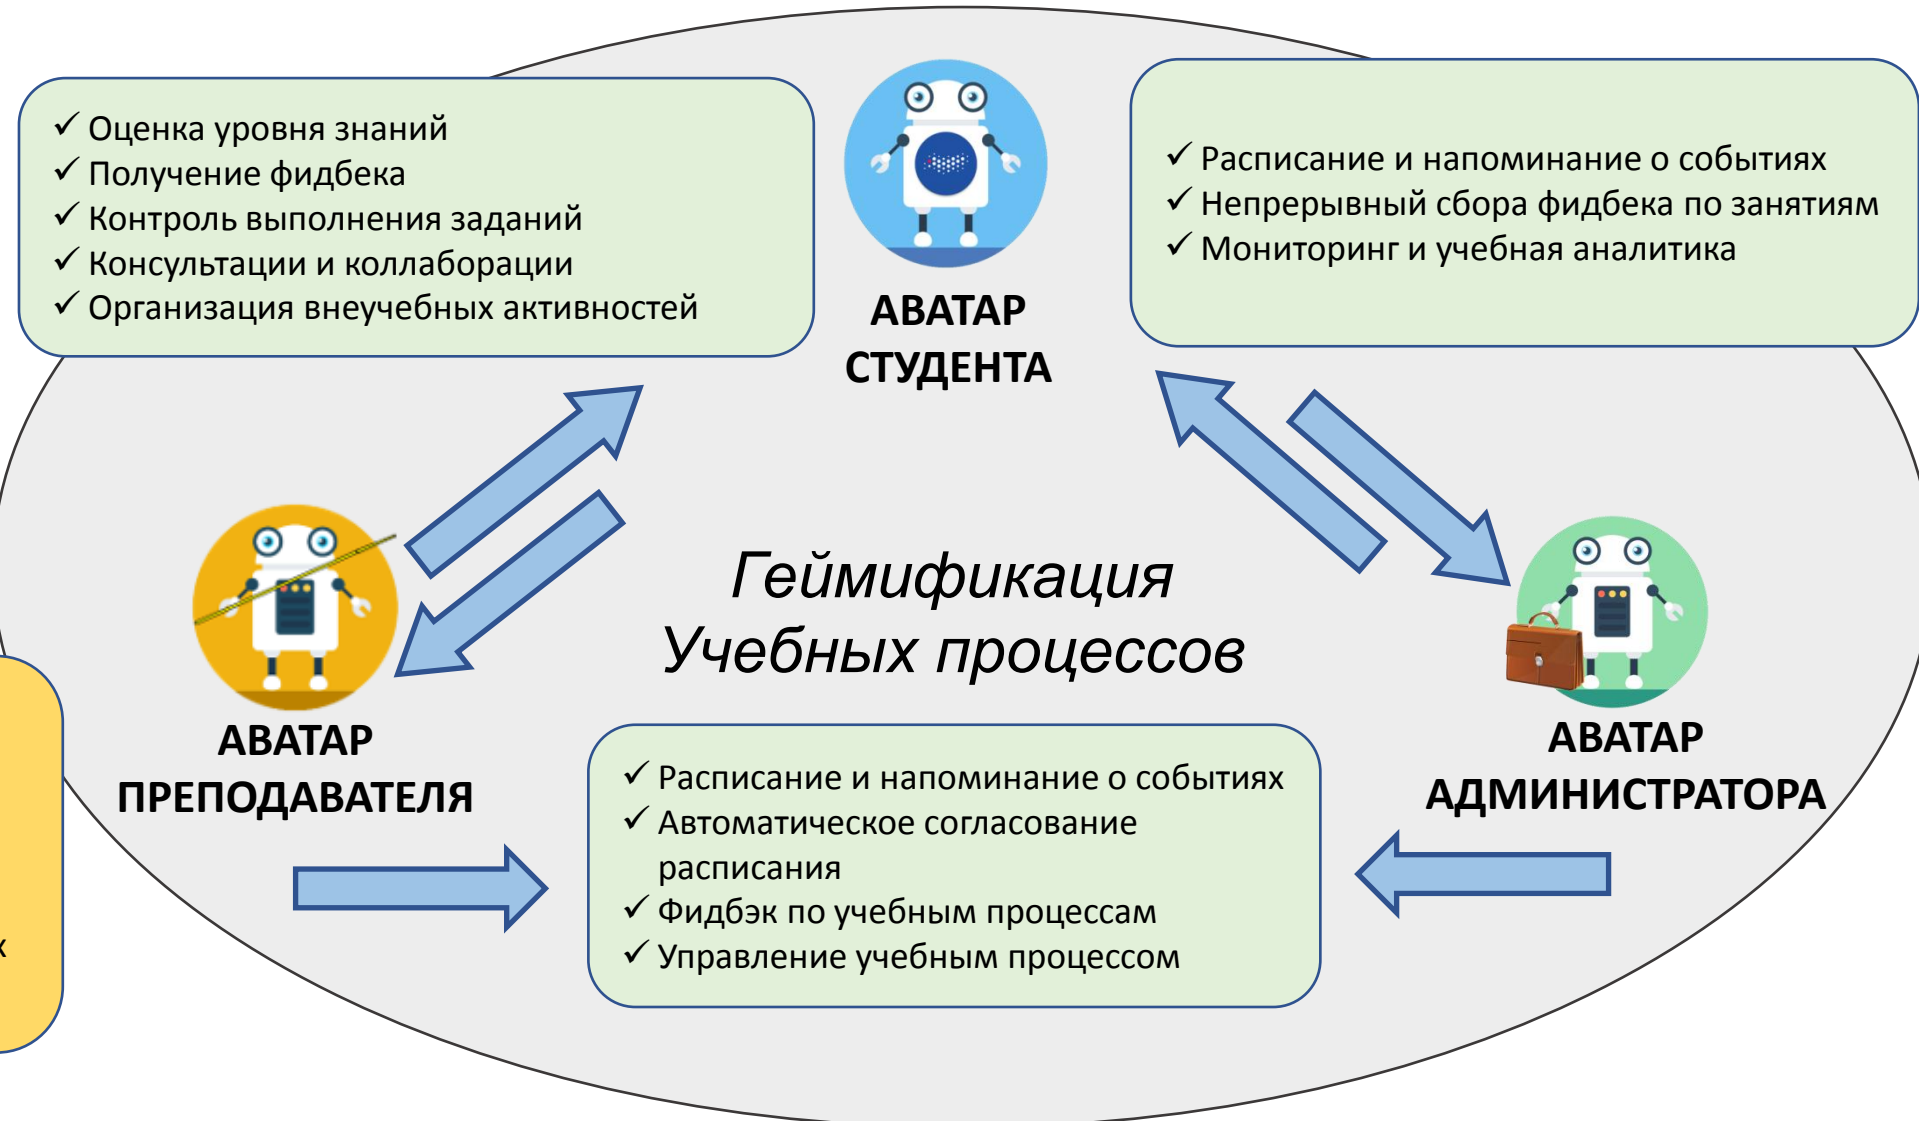 ✓ Оценка уровня знаний
✓ Получение фидбека
✓ Контроль выполнения заданий
✓ Консультации и коллаборации
✓ Организация внеучебных активностей
АВАТАР
СТУДЕНТА
✓ Расписание и напоминание о событиях
✓ Непрерывный сбора фидбека по занятиям
✓ Мониторинг и учебная аналитика
Геймификация
Учебных процессов
АВАТАР
ПРЕПОДАВАТЕЛЯ
✓ Расписание и напоминание о событиях
✓ Автоматическое согласование
расписания
✓ Фидбэк по учебным процессам
✓ Управление учебным процессом
АВАТАР
АДМИНИСТРАТОРА
х